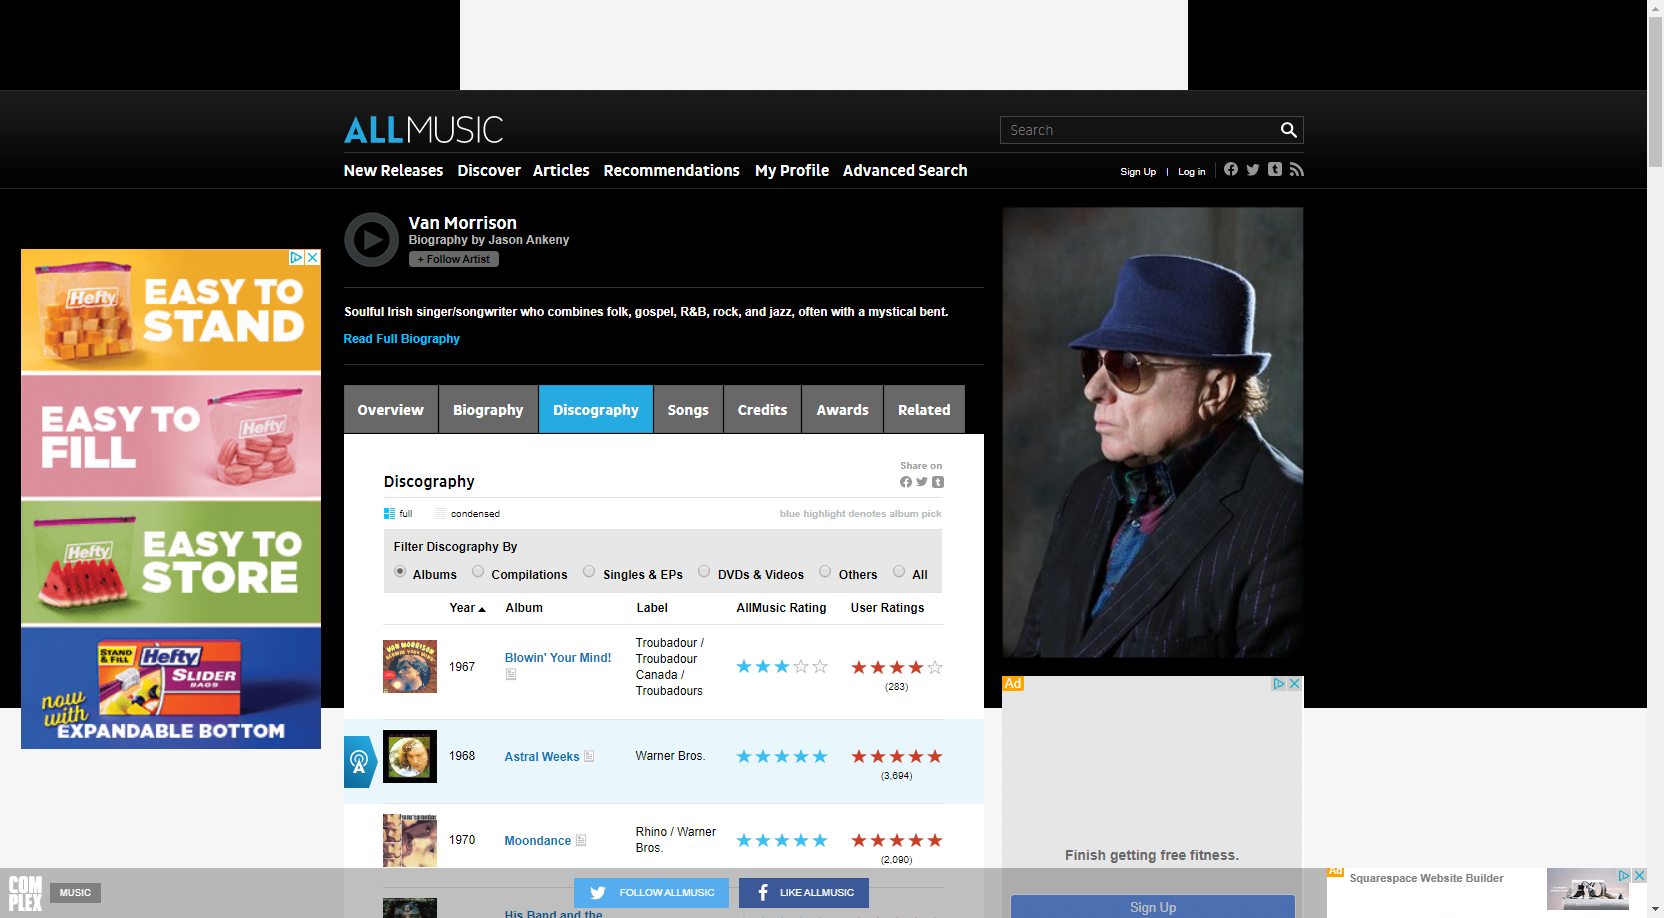 ALLMUSIC
Search
New Releases Discover Articles Recommendations My Profile Advanced Search
Sign Up | Log in
Van Morrison
Biography by Jason Ankeny
+ Follow Artist
Soulful Irish singer/songwriter who combines folk, gospel, R&B, rock, and jazz, often with a mystical bent.
Read Full Biography
Hefty
EASY TO
STAND
EASY TO
FILL
Hefty
Hefty
EASY TO
STORE
STAND
& FILL
Hefty
SLIDER
BAGS
now
with
EXPANDABLE BOTTOM
Overview Biography Discography Songs Credits Awards Related
Discography
Share on
full condensed
blue highlight denotes album pick
Filter Discography By
Albums Compilations Singles & EPs DVDs & Videos Others All
Year Album Label AllMusic Rating User Ratings
VAN MORRISON
BLOWIN' YOUR MIND!
1967 Blowin' Your Mind! Troubadour /
Troubadour
Canada /
Troubadours
(283)
1968 Astral Weeks Warner Bros.
(3,694)
1970 Moondance Rhino / Warner
Bros.
(2,090)
His Band and the
Ad
Finish getting free fitness.
Sign Up
COM
PLEX
MUSIC
FOLLOW ALLMUSIC
LIKE ALLMUSIC
Ad
Squarespace Website Builder